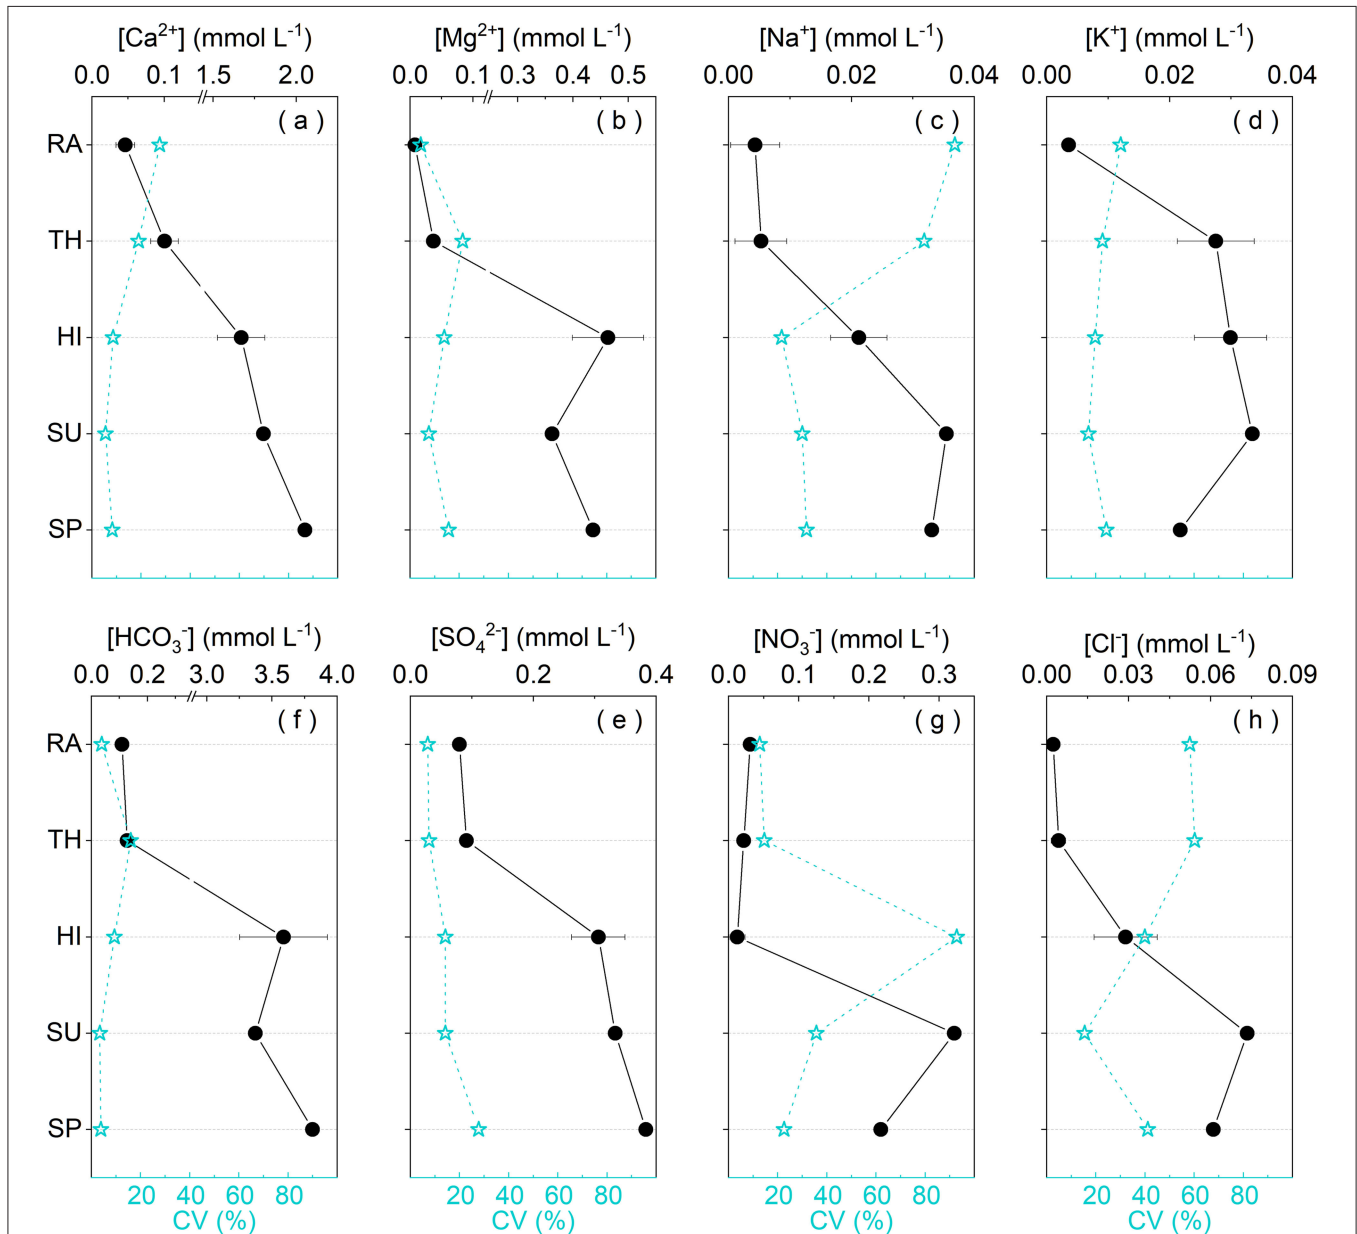 [Ca²⁺] (mmol L⁻¹) [Mg²⁺] (mmol L⁻¹) [Na⁺] (mmol L⁻¹) [K⁺] (mmol L⁻¹)
0.0 0.1 1.5 2.0 0.0 0.1 0.3 0.4 0.5 0.00 0.02 0.04 0.00 0.02 0.04
( a ) ( b ) ( c ) ( d )
RA
TH
HI
SU
SP
[HCO₃⁻] (mmol L⁻¹) [SO₄²⁻] (mmol L⁻¹) [NO₃⁻] (mmol L⁻¹) [Cl⁻] (mmol L⁻¹)
0.0 0.2 3.0 3.5 4.0 0.0 0.2 0.4 0.0 0.1 0.2 0.3 0.00 0.03 0.06 0.09
( f ) ( e ) ( g ) ( h )
RA
TH
HI
SU
SP
20 40 60 80 20 40 60 80 20 40 60 80 20 40 60 80
CV (%) CV (%) CV (%) CV (%)